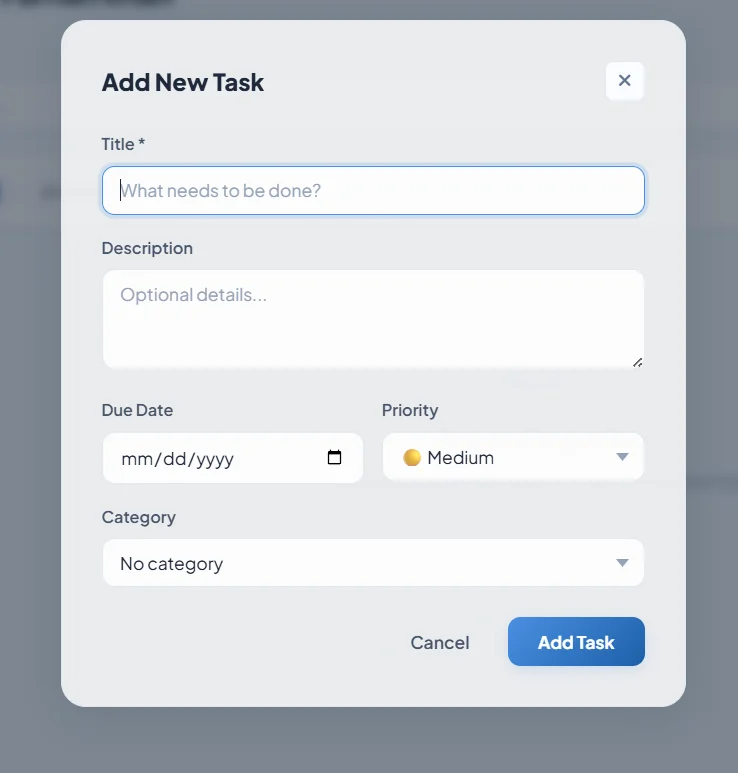 Add New Task
Title *
What needs to be done?
Description
Optional details...
Due Date
Priority
mm/dd/yyyy
Medium
Category
No category
Cancel
Add Task